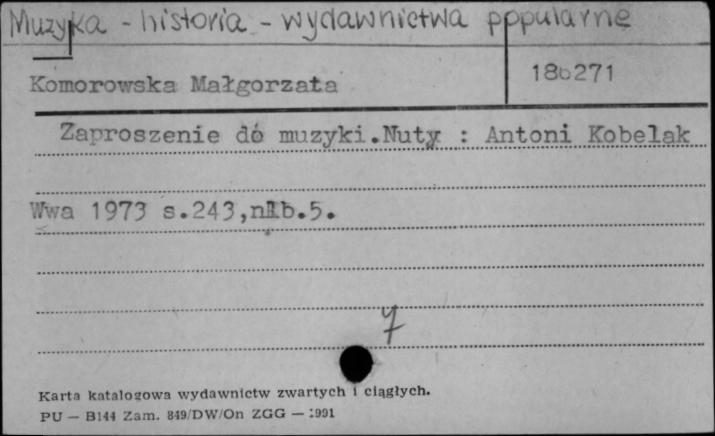 Muzyka - historia - wydawnictwa popularne
Komorowska Małgorzata
186271
Zaproszenie do muzyki.Nuty : Antoni Kobelak
Wwa 1973 s.243,nlb.5.
7
Karta katalogowa wydawnictw zwartych i ciągłych.
PU — B144 Zam. 849/DW/On ZGG — 1991